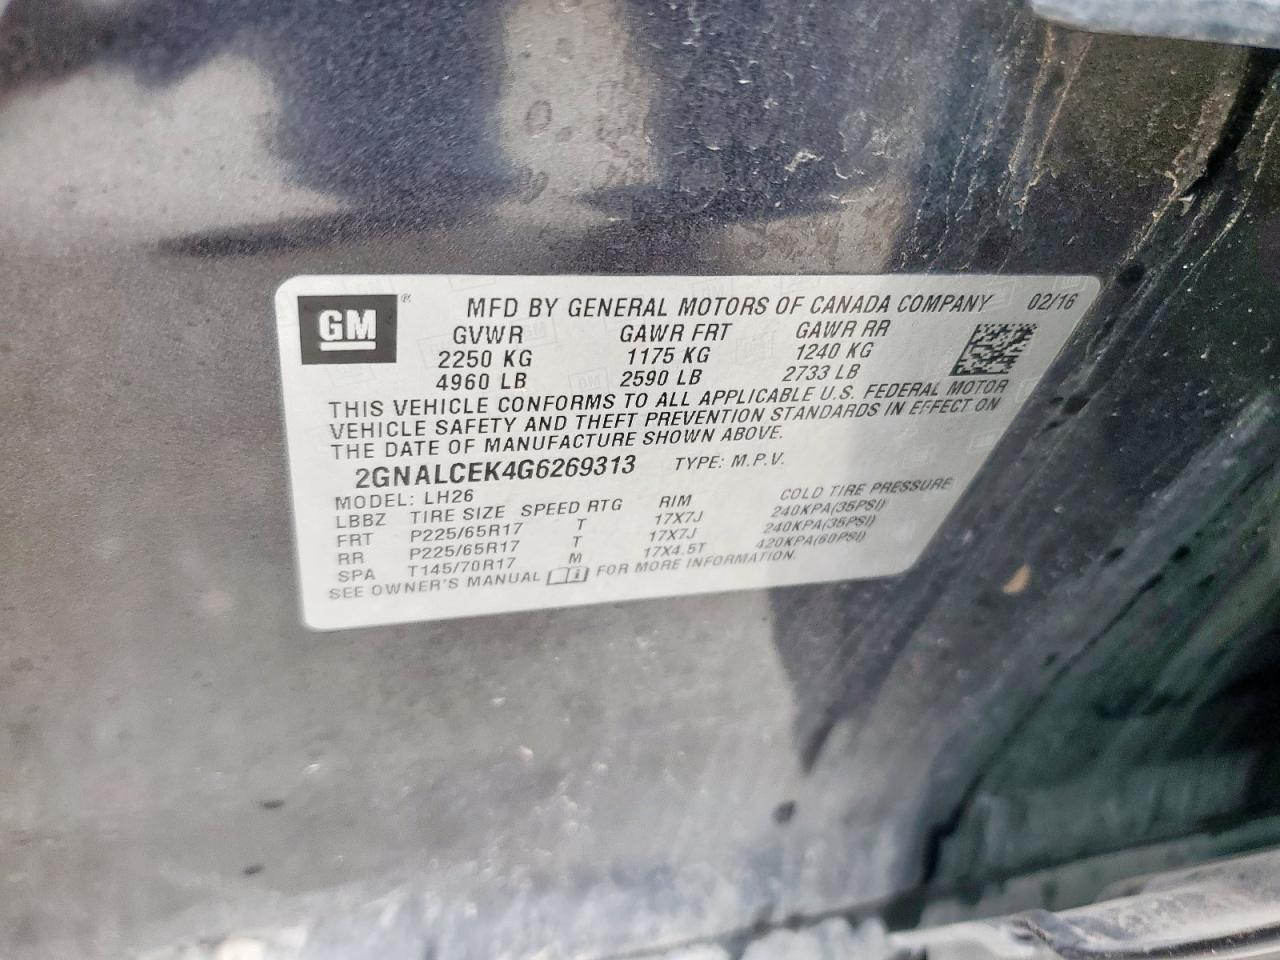 GM®
MFD BY GENERAL MOTORS OF CANADA COMPANY 02/16
GVWR GAWR FRT GAWR RR
2250 KG 1175 KG 1240 KG
4960 LB 2590 LB 2733 LB
THIS VEHICLE CONFORMS TO ALL APPLICABLE U.S. FEDERAL MOTOR
VEHICLE SAFETY AND THEFT PREVENTION STANDARDS IN EFFECT ON
THE DATE OF MANUFACTURE SHOWN ABOVE.
2GNALCEK4G6269313 TYPE: M.P.V.
MODEL: LH26
LBBZ TIRE SIZE SPEED RTG RIM COLD TIRE PRESSURE
FRT P225/65R17 T 17X7J 240KPA(35PSI)
RR P225/65R17 T 17X7J 240KPA(35PSI)
SPA T145/70R17 M 17X4.5T 420KPA(60PSI)
SEE OWNER'S MANUAL FOR MORE INFORMATION.